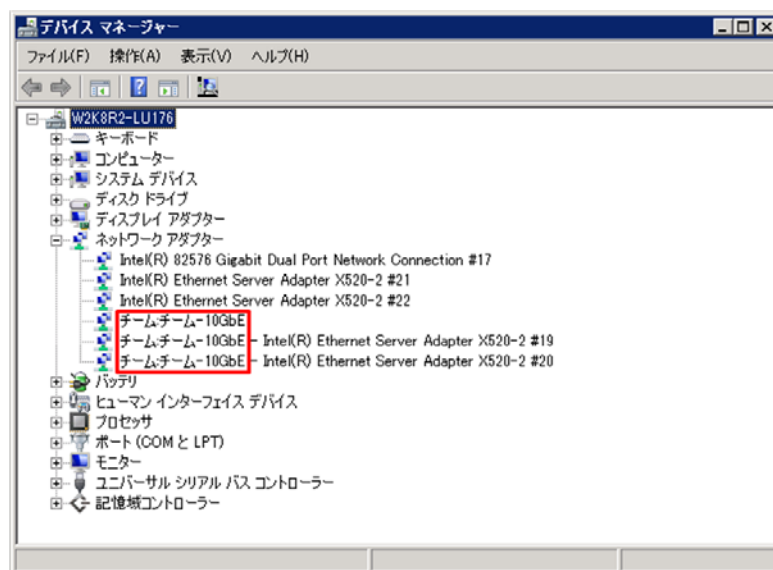 デバイス マネージャー
ファイル(F) 操作(A) 表示(V) ヘルプ(H)
W2K8R2-LU176
キーボード
コンピューター
システム デバイス
ディスク ドライブ
ディスプレイ アダプター
ネットワーク アダプター
Intel(R) 82576 Gigabit Dual Port Network Connection #17
Intel(R) Ethernet Server Adapter X520-2 #21
Intel(R) Ethernet Server Adapter X520-2 #22
チーム:チーム-10GbE
チーム:チーム-10GbE - Intel(R) Ethernet Server Adapter X520-2 #19
チーム:チーム-10GbE - Intel(R) Ethernet Server Adapter X520-2 #20
バッテリ
ヒューマン インターフェイス デバイス
プロセッサ
ポート (COM と LPT)
モニター
ユニバーサル シリアル バス コントローラー
記憶域コントローラー